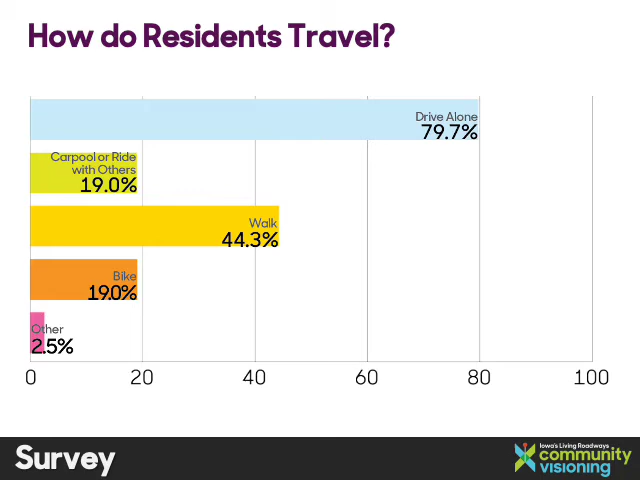 How do Residents Travel?
Drive Alone
79.7%
Carpool or Ride
with Others
19.0%
Walk
44.3%
Bike
19.0%
Other
2.5%
0 20 40 60 80 100
Survey
Iowa's Living Roadways
community
visioning